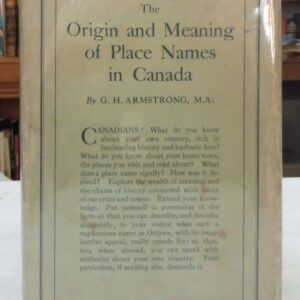 The
Origin and Meaning
of Place Names
in Canada
By G. H. ARMSTRONG, M.A.
CANADIANS! What do you know
about your own country, rich in
fascinating history and barbaric lore?
What do you know about your home town,
the places you visit and read about? What
does a place name signify? How was it de-
rived? Explore the wealth of and
the charm of history connected with many
of our cities and towns. Extend your know-
ledge. Put yourself in possession of the
facts so that you can describe, and describe
accurately, to your visitor what such a
euphonious name as Ottawa, with its imag-
inative appeal, really stands for: so that,
too, when abroad, you can speak with
authority about your own country. Your
patriotism, if nothing else, demands it.